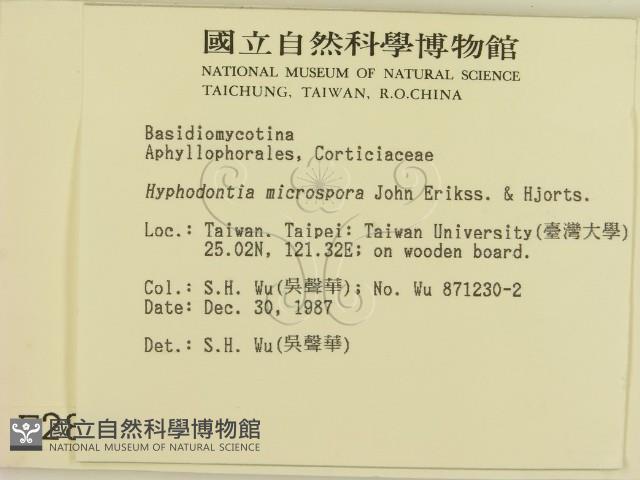 國立自然科學博物館
NATIONAL MUSEUM OF NATURAL SCIENCE
TAICHUNG, TAIWAN, R.O.CHINA
Basidiomycotina
Aphyllophorales, Corticiaceae
Hyphodontia microspora John Erikss. & Hjorts.
Loc.: Taiwan. Taipei: Taiwan University(臺灣大學)
25.02N, 121.32E; on wooden board.
Col.: S.H. Wu(吳聲華); No. Wu 871230-2
Date: Dec. 30, 1987
Det.: S.H. Wu(吳聲華)
國立自然科學博物館
NATIONAL MUSEUM OF NATURAL SCIENCE